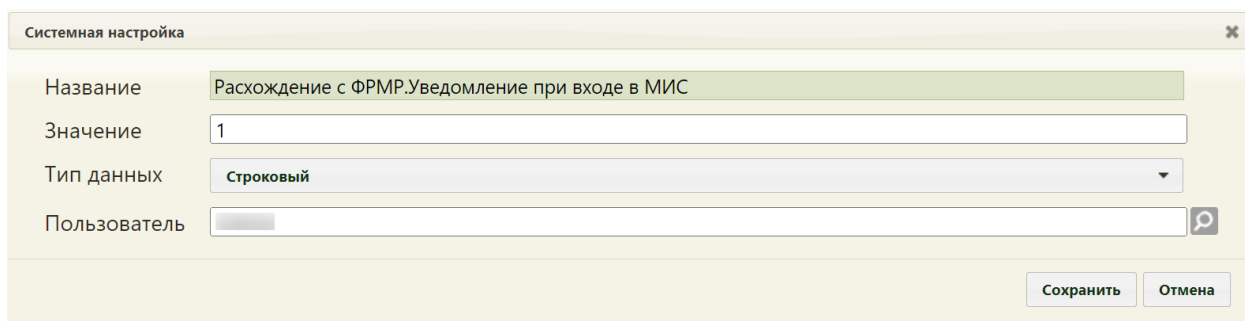 Системная настройка
Название Расхождение с ФРМР.Уведомление при входе в МИС
Значение 1
Тип данных Строковый
Пользователь
Сохранить Отмена